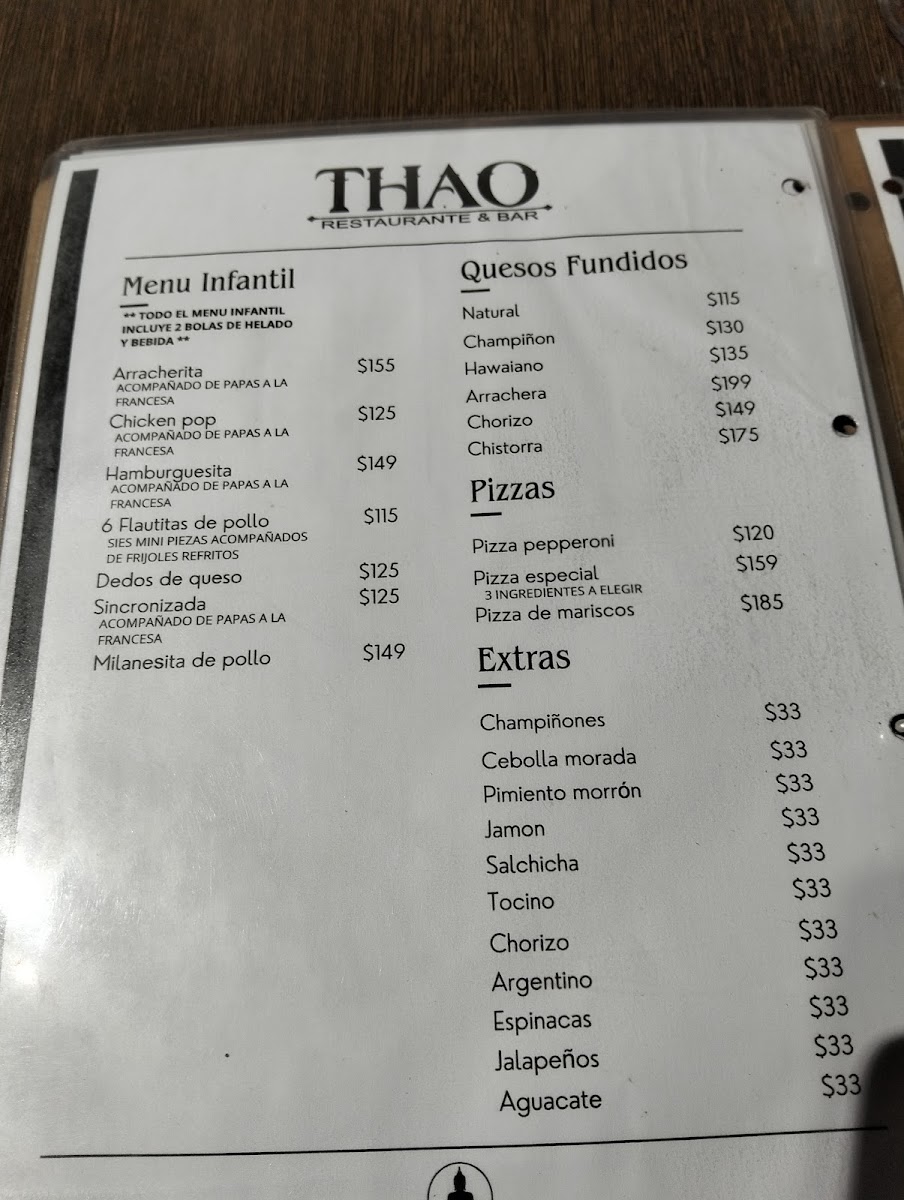 THAO
RESTAURANTE & BAR
Menu Infantil
** TODO EL MENU INFANTIL
INCLUYE 2 BOLAS DE HELADO
Y BEBIDA **
Arracherita $155
ACOMPAÑADO DE PAPAS A LA
FRANCESA
Chicken pop $125
ACOMPAÑADO DE PAPAS A LA
FRANCESA
Hamburguesita $149
ACOMPAÑADO DE PAPAS A LA
FRANCESA
6 Flautitas de pollo $115
SIES MINI PIEZAS ACOMPAÑADOS
DE FRIJOLES REFRITOS
Dedos de queso $125
Sincronizada $125
ACOMPAÑADO DE PAPAS A LA
FRANCESA
Milanesita de pollo $149
Quesos Fundidos
Natural $115
Champiñon $130
Hawaiano $135
Arrachera $199
Chorizo $149
Chistorra $175
Pizzas
Pizza pepperoni $120
Pizza especial $159
3 INGREDIENTES A ELEGIR
Pizza de mariscos $185
Extras
Champiñones $33
Cebolla morada $33
Pimiento morrón $33
Jamon $33
Salchicha $33
Tocino $33
Chorizo $33
Argentino $33
Espinacas $33
Jalapeños $33
Aguacate $33